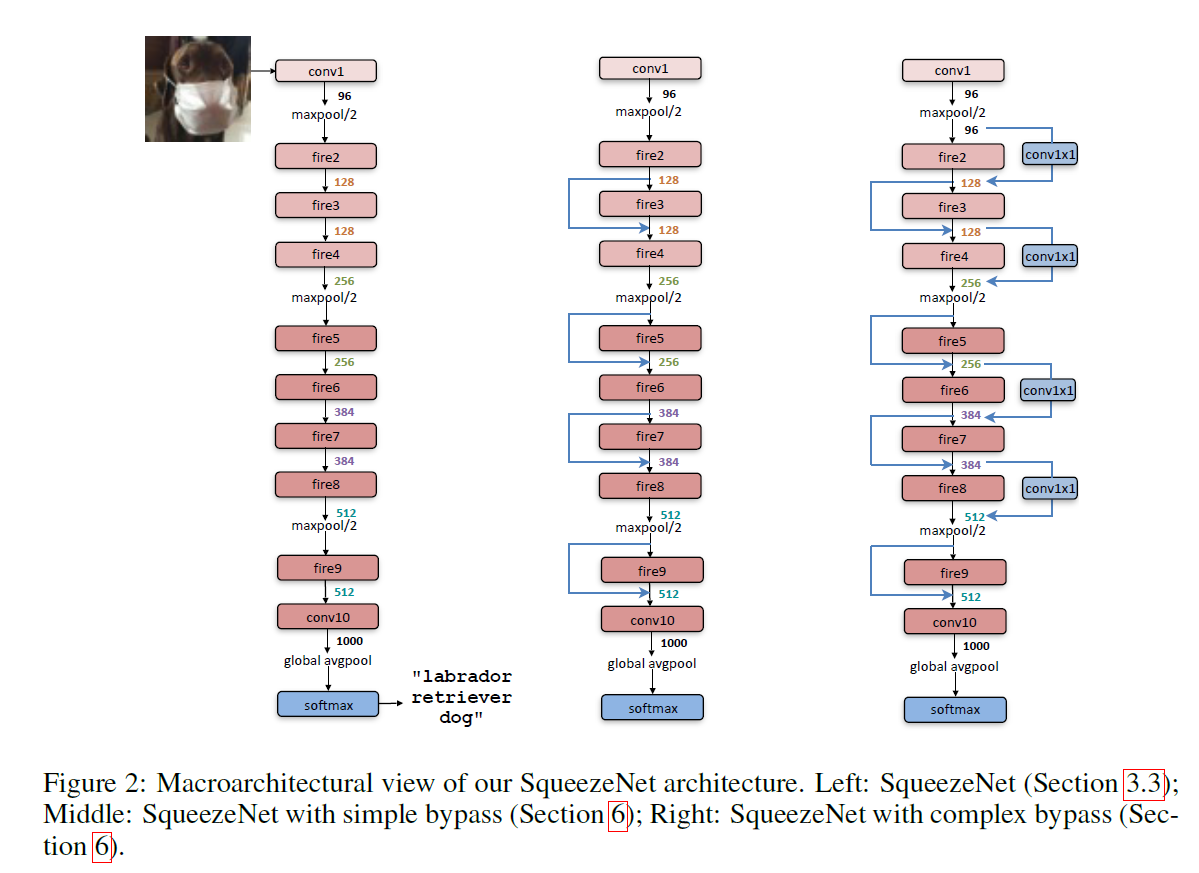 conv1
96
maxpool/2
fire2
128
fire3
128
fire4
256
maxpool/2
fire5
256
fire6
384
fire7
384
fire8
512
maxpool/2
fire9
512
conv10
1000
global avgpool
softmax
"labrador
retriever
dog"
conv1
96
maxpool/2
fire2
128
fire3
128
fire4
256
maxpool/2
fire5
256
fire6
384
fire7
384
fire8
512
maxpool/2
fire9
512
conv10
1000
global avgpool
softmax
conv1
96
maxpool/2
96
conv1x1
fire2
128
fire3
128
fire4
conv1x1
256
maxpool/2
fire5
256
fire6
conv1x1
384
fire7
384
fire8
conv1x1
512
maxpool/2
fire9
512
conv10
1000
global avgpool
softmax
Figure 2: Macroarchitectural view of our SqueezeNet architecture. Left: SqueezeNet (Section 3.3);
Middle: SqueezeNet with simple bypass (Section 6); Right: SqueezeNet with complex bypass (Sec-
tion 6).